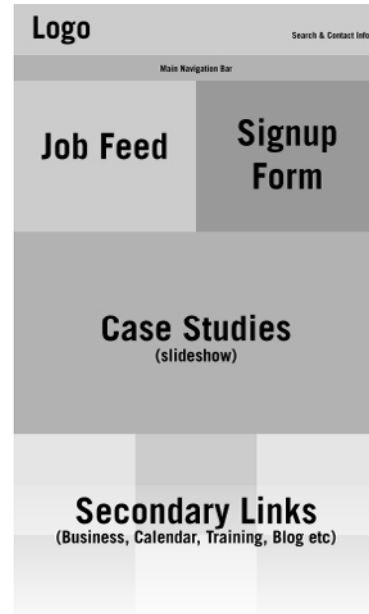 Logo
Search & Contact Info
Main Navigation Bar
Job Feed
Signup
Form
Case Studies
(slideshow)
Secondary Links
(Business, Calendar, Training, Blog etc)